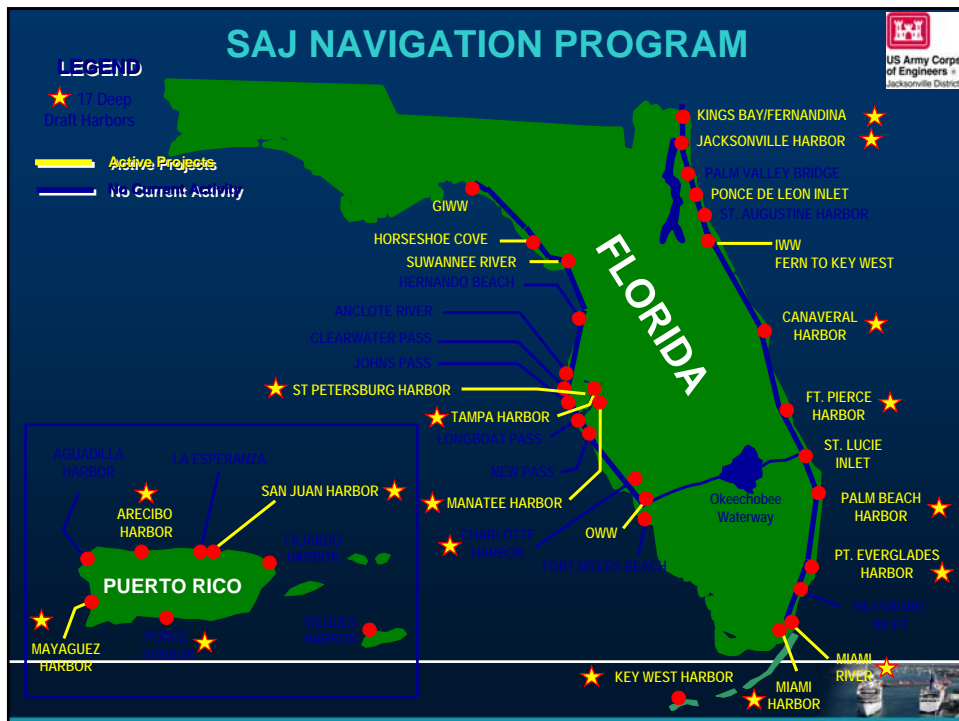 SAJ NAVIGATION PROGRAM
US Army Corps
of Engineers ®
Jacksonville District
LEGEND
17 Deep
Draft Harbors
Active Projects
No Current Activity
KINGS BAY/FERNANDINA
JACKSONVILLE HARBOR
PALM VALLEY BRIDGE
PONCE DE LEON INLET
ST. AUGUSTINE HARBOR
IWW
FERN TO KEY WEST
CANAVERAL
HARBOR
FT. PIERCE
HARBOR
ST. LUCIE
INLET
PALM BEACH
HARBOR
PT. EVERGLADES
HARBOR
HILLSBORO
INLET
MIAMI
RIVER
MIAMI
HARBOR
KEY WEST HARBOR
FLORIDA
Okeechobee
Waterway
GIWW
HORSESHOE COVE
SUWANNEE RIVER
HERNANDO BEACH
ANCLOTE RIVER
CLEARWATER PASS
JOHNS PASS
ST PETERSBURG HARBOR
TAMPA HARBOR
LONGBOAT PASS
NEW PASS
MANATEE HARBOR
CHARLOTTE
HARBOR
OWW
FORT MYERS BEACH
AGUADILLA
HARBOR
LA ESPERANZA
SAN JUAN HARBOR
ARECIBO
HARBOR
FAJARDO
HARBOR
PUERTO RICO
MAYAGUEZ
HARBOR
PONCE
HARBOR
VIEQUES
HARBOR